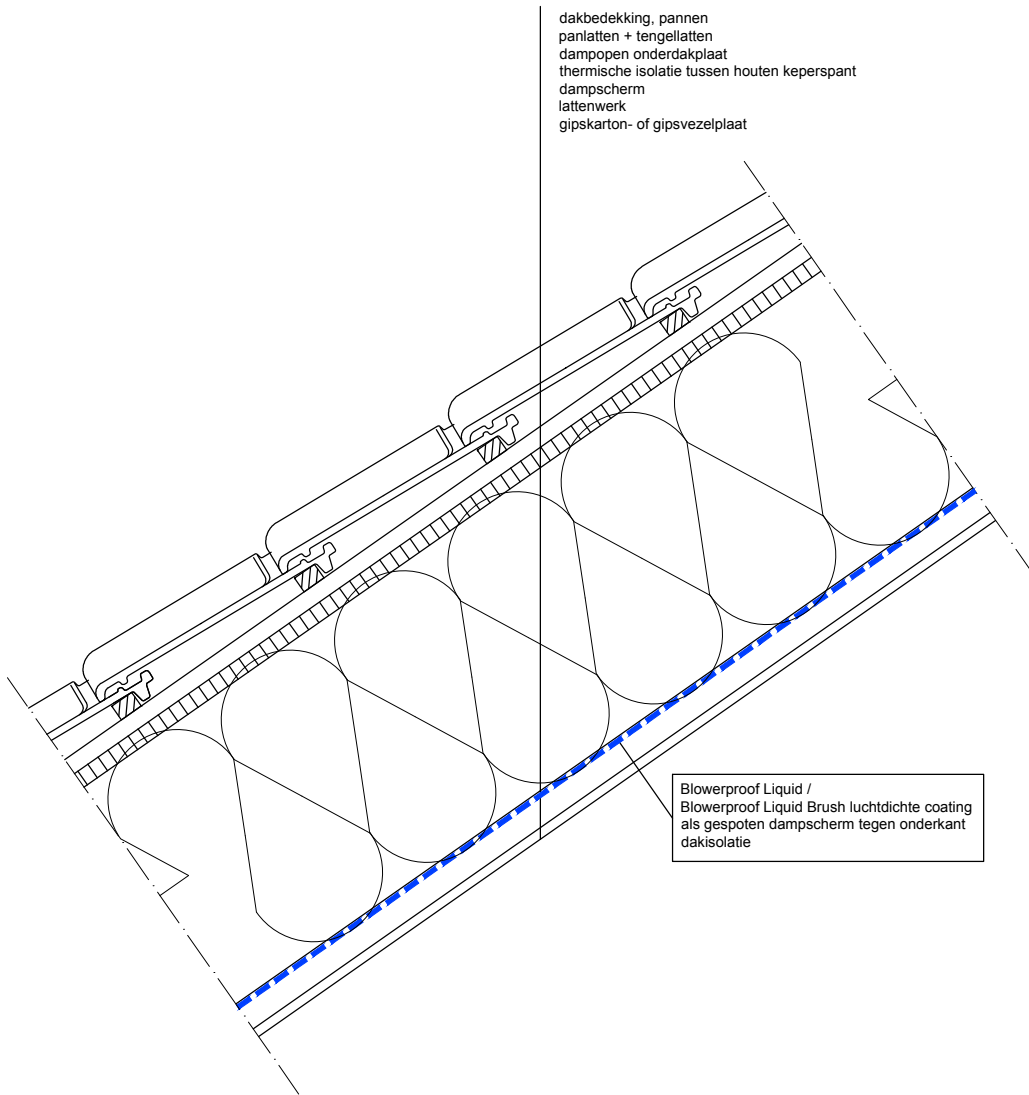 dakbedekking, pannen
panlatten + tengellatten
dampopen onderdakplaat
thermische isolatie tussen houten keperspant
dampscherm
lattenwerk
gipskarton- of gipsvezelplaat
Blowerproof Liquid /
Blowerproof Liquid Brush luchtdichte coating
als gespoten dampscherm tegen onderkant
dakisolatie